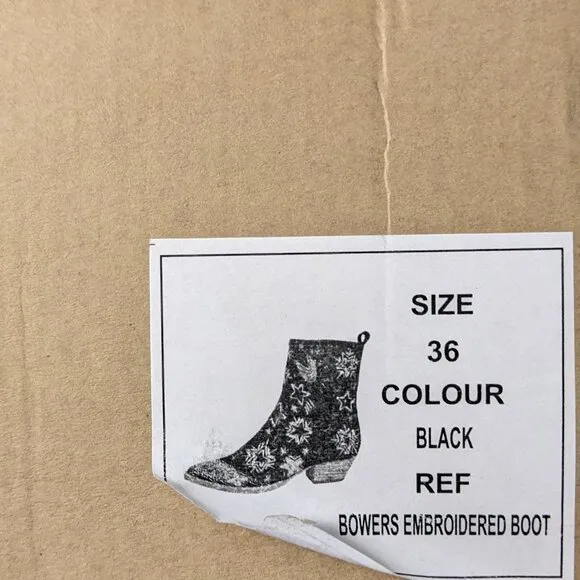 SIZE
36
COLOUR
BLACK
REF
BOWERS EMBROIDERED BOOT